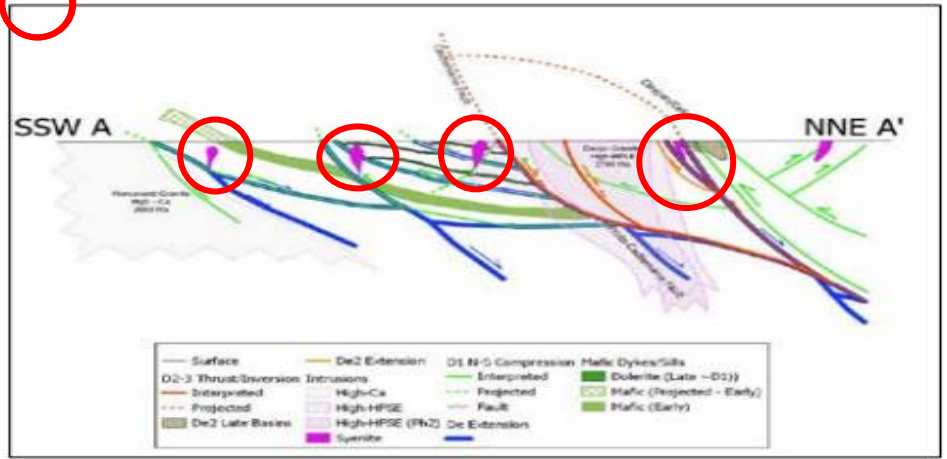 SSW A
NNE A'
Monument Granite
High - Ca
Surface
De2 Extension
D1 N-S Compression
Mafic Dykes/Sills
D2-3 Thrust/Inversion
Intrusions
Interpreted
Dolerite (Late ~D1))
Interpreted
High-Ca
Projected
Mafic (Projected - Early)
Projected
High-HFSE
Fault
Mafic (Early)
De2 Late Basins
High-HFSE (Ph2)
De Extension
Syenite